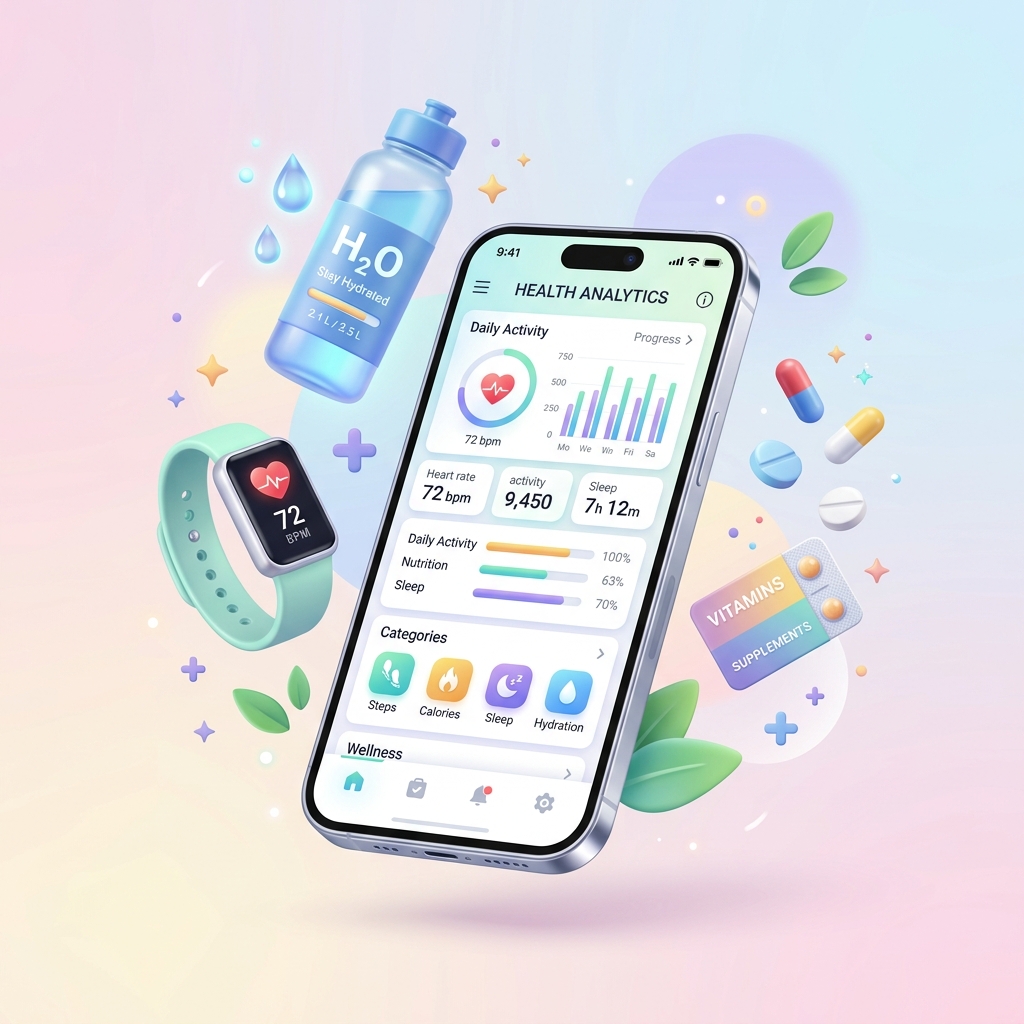 H₂O
Stay Hydrated
2.1L/2.5L
9:41
HEALTH ANALYTICS
Daily Activity
Progress
750
500
250
0
Mo We Wn Fri Sa
72 bpm
Heart rate
72 bpm
activity
9,450
Sleep
7h 12m
Daily Activity 100%
Nutrition 63%
Sleep 70%
Categories
Steps Calories Sleep Hydration
Wellness
72
BPM
VITAMINS
SUPPLEMENTS